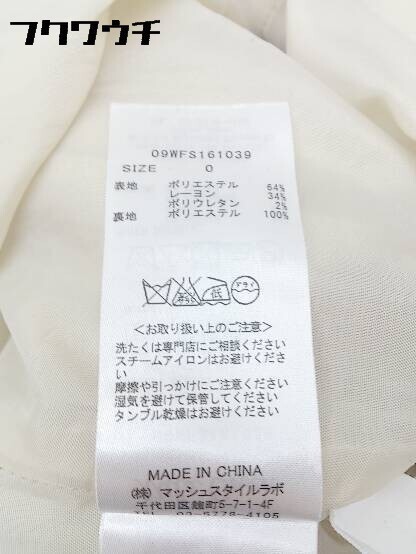 フクワウチ
09WFS161039
SIZE 0
表地 ポリエステル 64%
レーヨン 34%
ポリウレタン 2%
裏地 ポリエステル 100%
低
<お取り扱い上のご注意>
洗たくは専門店にご相談ください
スチームアイロンはお避けください
摩擦や引っかけにご注意ください
湿気を避けて保管してください
タンブル乾燥はお避けください
MADE IN CHINA
(株) マッシュスタイルラボ
千代田区麹町5-7-1-4F